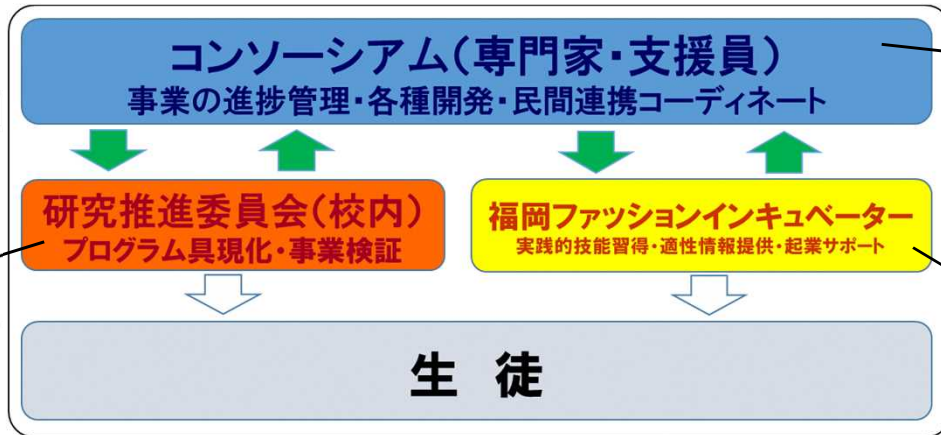 コンソーシアム(専門家・支援員)
事業の進捗管理・各種開発・民間連携コーディネート
研究推進委員会(校内)
プログラム具現化・事業検証
福岡ファッションインキュベーター
実践的技能習得・適性情報提供・起業サポート
生 徒